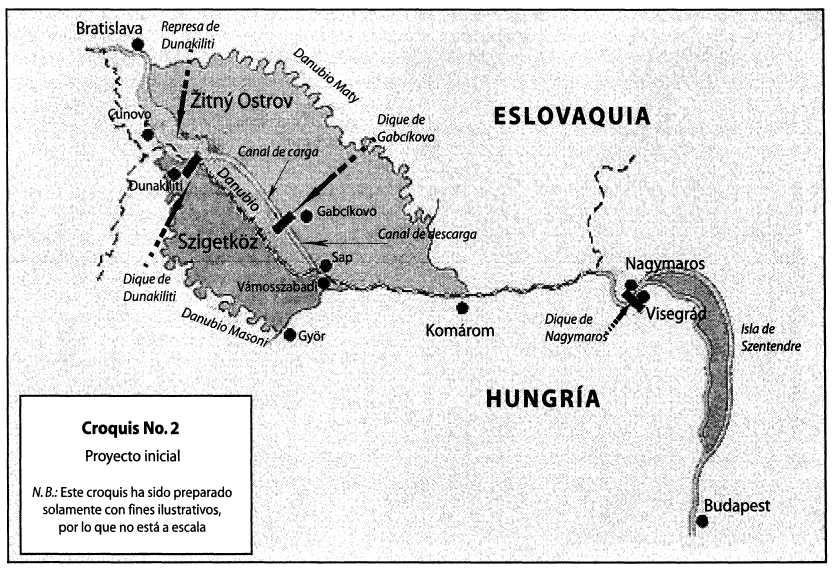 Bratislava
Represa de
Dunakiliti
Danubio Maty
Žitný Ostrov
ESLOVAQUIA
Čunovo
Dique de
Gabcíkovo
Canal de carga
Dunakiliti
Danubio
Gabcíkovo
Szigetköz
Canal de descarga
Sap
Dique de
Dunakiliti
Vámosszabadi
Nagymaros
Danubio Masoni
Györ
Komárom
Dique de
Nagymaros
Visegrád
Isla de
Szentendre
HUNGRÍA
Croquis No. 2
Proyecto inicial
N.B.: Este croquis ha sido preparado
solamente con fines ilustrativos,
por lo que no está a escala
Budapest